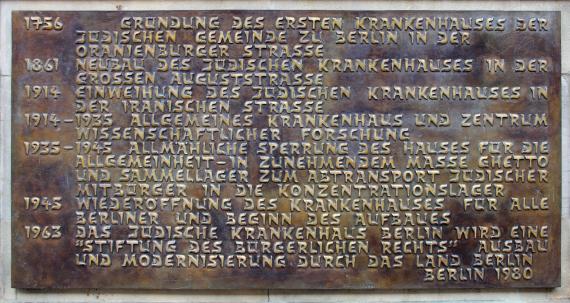 1756 GRÜNDUNG DES ERSTEN KRANKENHAUSES DER
JÜDISCHEN GEMEINDE ZU BERLIN IN DER
ORANIENBURGER STRASSE
1861 NEUBAU DES JÜDISCHEN KRANKENHAUSES IN DER
GROSSEN AUGUSTSTRASSE
1914 EINWEIHUNG DES JÜDISCHEN KRANKENHAUSES IN
DER IRANISCHEN STRASSE
1914-1935 ALLGEMEINES KRANKENHAUS UND ZENTRUM
WISSENSCHAFTLICHER FORSCHUNG
1935-1945 ALLMÄHLICHE SPERRUNG DES HAUSES FÜR DIE
ALLGEMEINHEIT-IN ZUNEHMENDEM MASSE GHETTO
UND SAMMELLAGER ZUM ABTRANSPORT JÜDISCHER
MITBÜRGER IN DIE KONZENTRATIONSLAGER
1945 WIEDERÖFFNUNG DES KRANKENHAUSES FÜR ALLE
BERLINER UND BEGINN DES AUFBAUES
1963 DAS JÜDISCHE KRANKENHAUS BERLIN WIRD EINE
"STIFTUNG DES BÜRGERLICHEN RECHTS" AUSBAU
UND MODERNISIERUNG DURCH DAS LAND BERLIN
BERLIN 1980